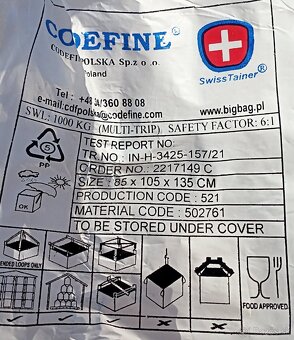 CODEFINE®
CODEFINE POLSKA Sp.z o.o.
Poland
SwissTainer®
Tel : 360 88 08
e-mail.cdfpolska@codefine.com
www.bigbag.pl
SWL: 1000 KG (MULTI-TRIP) SAFETY FACTOR: 6:1
TEST REPORT NO:
TR.NO: IN-H-3425-157/21
ORDER NO.: 2217149 C
SIZE : 85 x 105 x 135 CM
PRODUCTION CODE : 521
MATERIAL CODE : 502761
TO BE STORED UNDER COVER
5
PP
OK
LOOPS ONLY
FOOD APPROVED